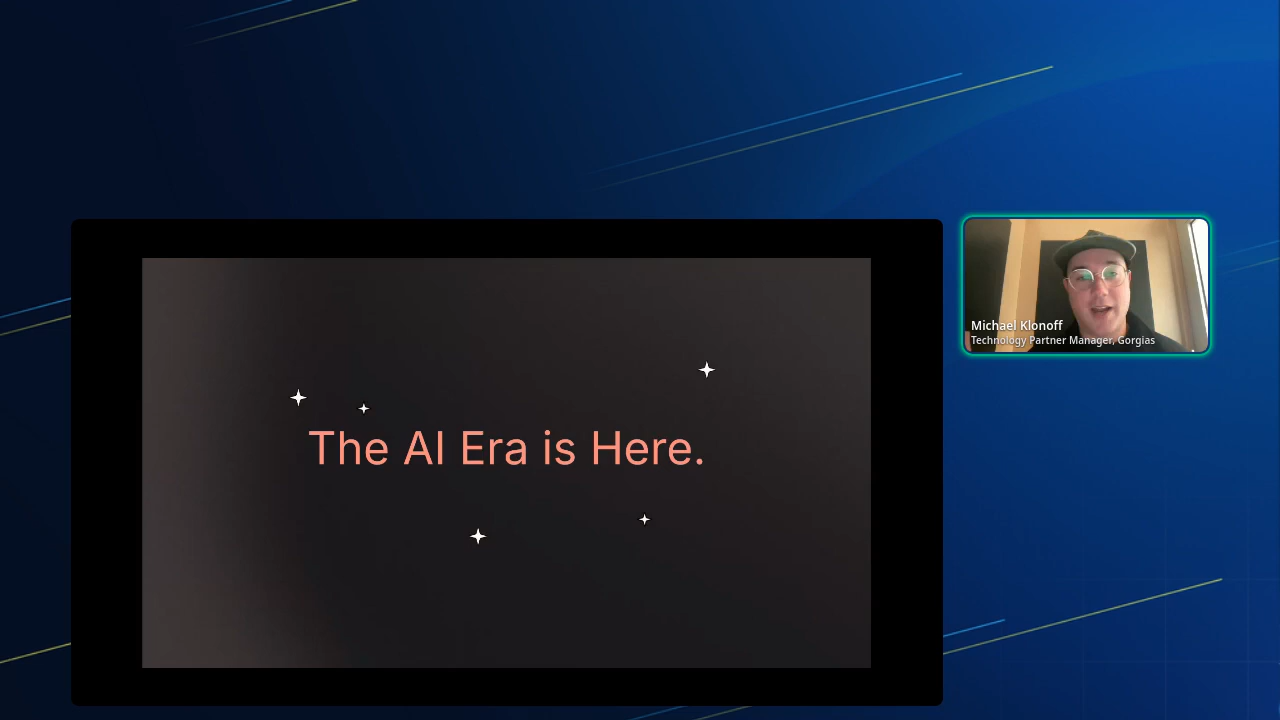 The AI Era is Here.
Michael Klonoff
Technology Partner Manager, Gorgias